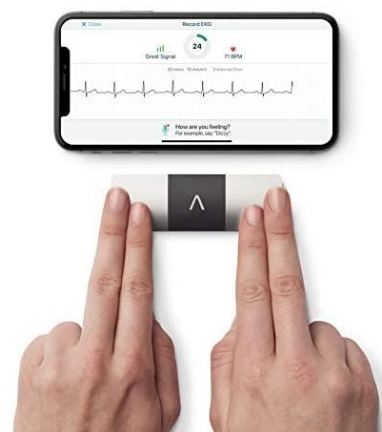 × Close
Record EKG
Great Signal
24
71 BPM
How are you feeling?
For example, say "Dizzy".